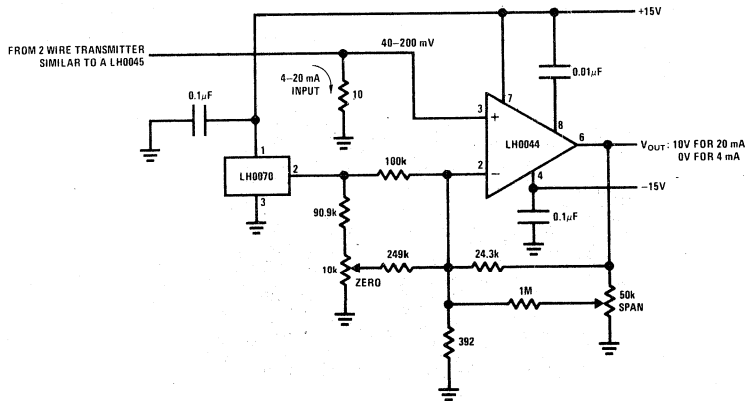 +15V
FROM 2 WIRE TRANSMITTER
SIMILAR TO A LH0045
40–200 mV
4–20 mA
INPUT
10
0.1μF
0.01μF
7
3
+
8
LH0044
6
VOUT: 10V FOR 20 mA
0V FOR 4 mA
1
LH0070
2
3
100k
2
–
4
–15V
0.1μF
90.9k
10k
ZERO
249k
24.3k
1M
50k
SPAN
392